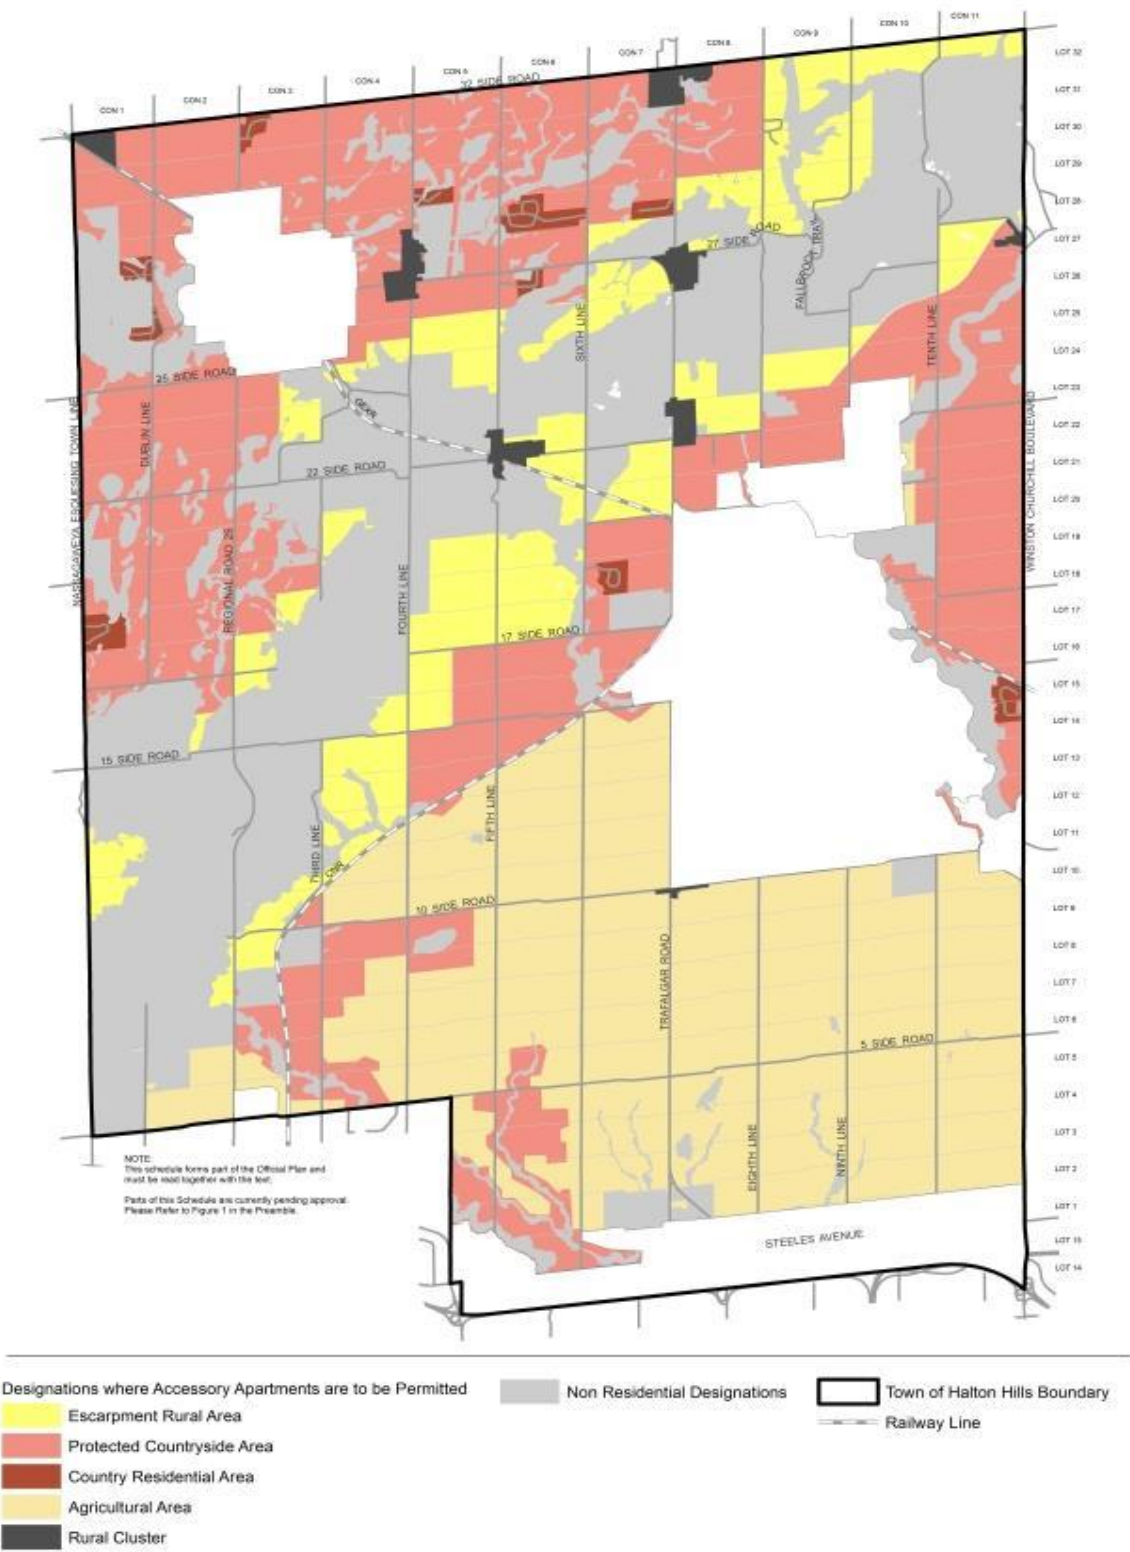 CON 11
CON 10
CON 9
CON 8
CON 7
CON 6
CON 5
CON 4
CON 3
CON 2
CON 1
32 SIDE ROAD
LOT 32
LOT 31
LOT 30
LOT 29
LOT 28
LOT 27
LOT 26
LOT 25
LOT 24
LOT 23
LOT 22
LOT 21
LOT 20
LOT 19
LOT 18
LOT 17
LOT 16
LOT 15
LOT 14
LOT 13
LOT 12
LOT 11
LOT 10
LOT 9
LOT 8
LOT 7
LOT 6
LOT 5
LOT 4
LOT 3
LOT 2
LOT 1
LOT 15
LOT 14
27 SIDE ROAD
FALLBROOK TRAIL
SIXTH LINE
TENTH LINE
25 SIDE ROAD
GEXR
DUBLIN LINE
NASSAGAWEYA ESQUESING TOWN LINE
WINSTON CHURCHILL BOULEVARD
22 SIDE ROAD
REGIONAL ROAD 25
FOURTH LINE
17 SIDE ROAD
15 SIDE ROAD
FIFTH LINE
THIRD LINE
CNR
10 SIDE ROAD
TRAFALGAR ROAD
5 SIDE ROAD
EIGHTH LINE
NINTH LINE
STEELES AVENUE
NOTE:
This schedule forms part of the Official Plan and
must be read together with the text.
Parts of this Schedule are currently pending approval.
Please Refer to Figure 1 in the Preamble.
Designations where Accessory Apartments are to be Permitted
Escarpment Rural Area
Protected Countryside Area
Country Residential Area
Agricultural Area
Rural Cluster
Non Residential Designations
Town of Halton Hills Boundary
Railway Line